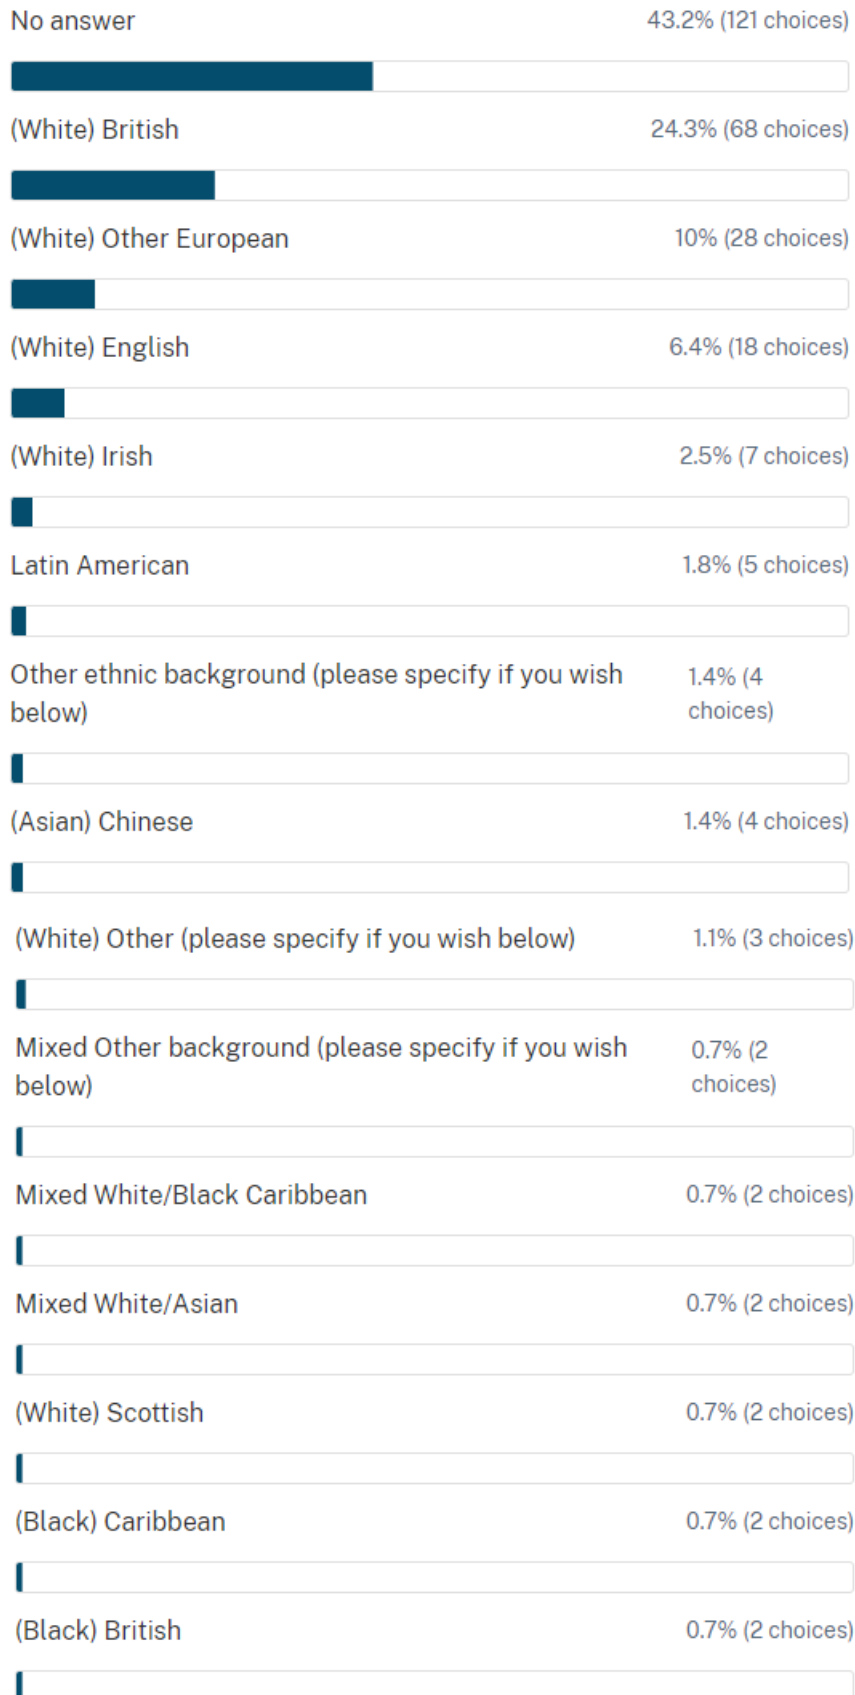 No answer 43.2% (121 choices)
(White) British 24.3% (68 choices)
(White) Other European 10% (28 choices)
(White) English 6.4% (18 choices)
(White) Irish 2.5% (7 choices)
Latin American 1.8% (5 choices)
Other ethnic background (please specify if you wish 1.4% (4
below) choices)
(Asian) Chinese 1.4% (4 choices)
(White) Other (please specify if you wish below) 1.1% (3 choices)
Mixed Other background (please specify if you wish 0.7% (2
below) choices)
Mixed White/Black Caribbean 0.7% (2 choices)
Mixed White/Asian 0.7% (2 choices)
(White) Scottish 0.7% (2 choices)
(Black) Caribbean 0.7% (2 choices)
(Black) British 0.7% (2 choices)